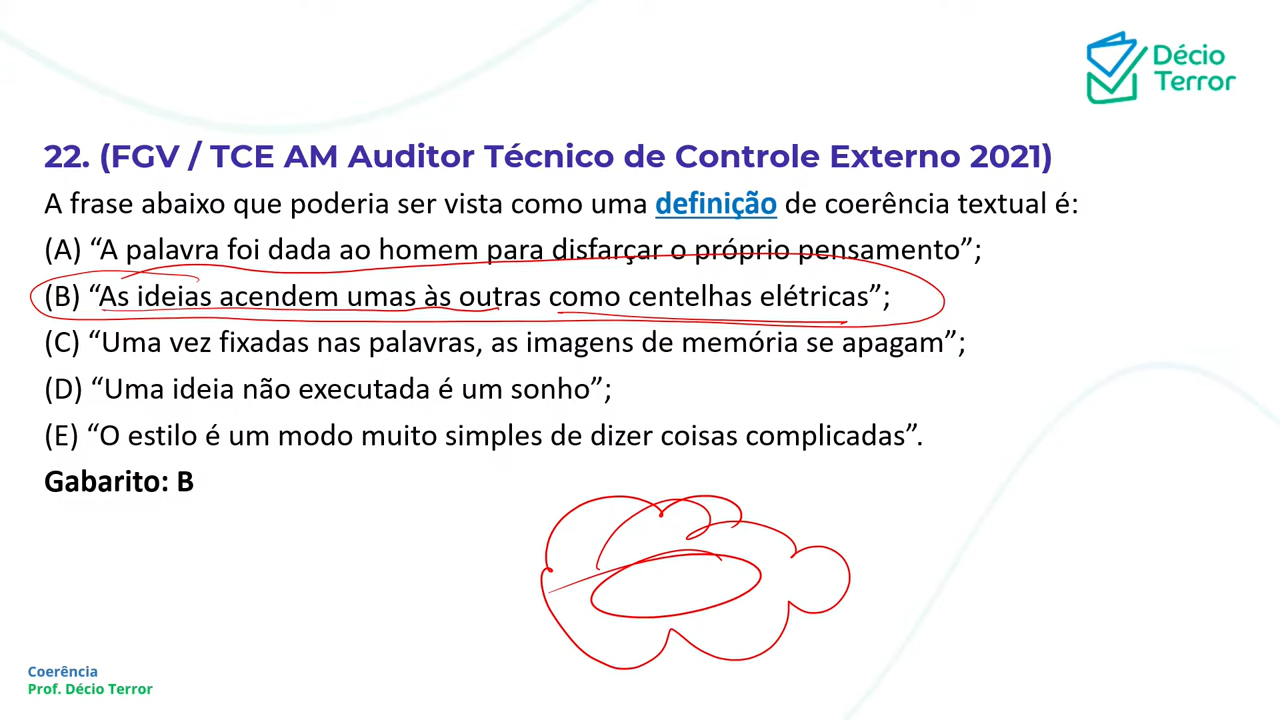 Décio
Terror
22. (FGV / TCE AM Auditor Técnico de Controle Externo 2021)
A frase abaixo que poderia ser vista como uma definição de coerência textual é:
(A) “A palavra foi dada ao homem para disfarçar o próprio pensamento”;
(B) “As ideias acendem umas às outras como centelhas elétricas”;
(C) “Uma vez fixadas nas palavras, as imagens de memória se apagam”;
(D) “Uma ideia não executada é um sonho”;
(E) “O estilo é um modo muito simples de dizer coisas complicadas”.
Gabarito: B
Coerência
Prof. Décio Terror